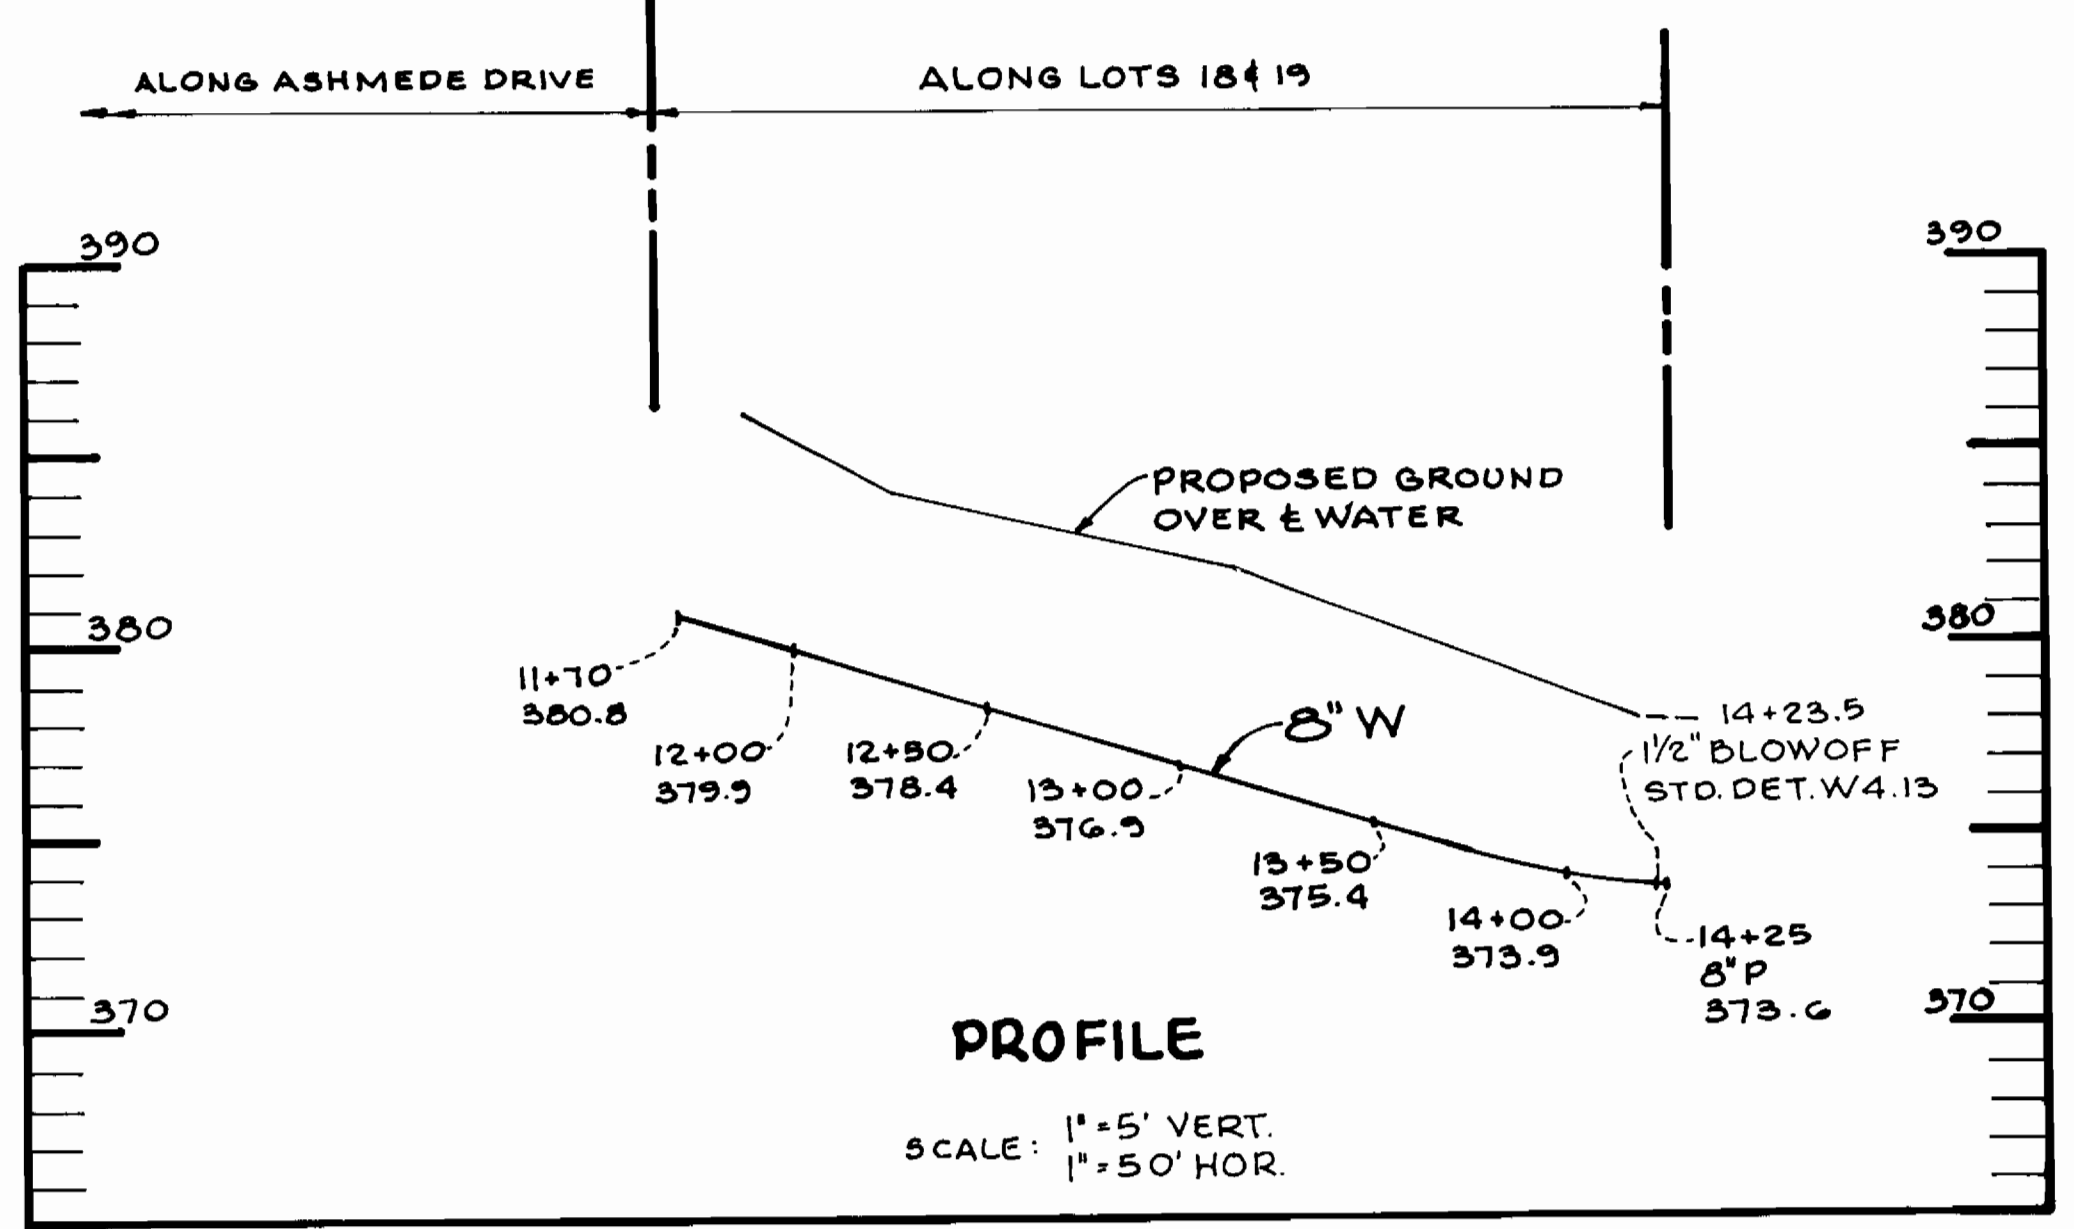 ALONG ASHMEDE DRIVE
ALONG LOTS 18 & 19
390
390
PROPOSED GROUND
OVER ℄ WATER
380
380
11+70
380.8
12+00
379.9
12+50
378.4
13+00
376.9
8" W
13+50
375.4
14+00
373.9
14+23.5
1½" BLOWOFF
STD. DET. W4.13
14+25
8" P
373.6
370
370
PROFILE
SCALE: 1" = 5' VERT.
1" = 50' HOR.